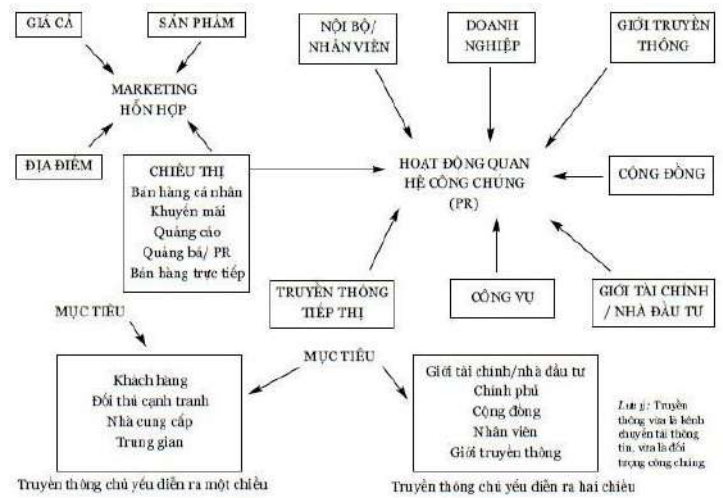 GIÁ CẢ
SẢN PHẨM
MARKETING
HỖN HỢP
ĐỊA ĐIỂM
CHIÊU THỊ
Bán hàng cá nhân
Khuyến mãi
Quảng cáo
Quảng bá/ PR
Bán hàng trực tiếp
NỘI BỘ/
NHÂN VIÊN
DOANH
NGHIỆP
GIỚI TRUYỀN
THÔNG
HOẠT ĐỘNG QUAN
HỆ CÔNG CHÚNG
(PR)
CỘNG ĐỒNG
TRUYỀN THÔNG
TIẾP THỊ
CÔNG VỤ
GIỚI TÀI CHÍNH
/ NHÀ ĐẦU TƯ
MỤC TIÊU
MỤC TIÊU
Khách hàng
Đối thủ cạnh tranh
Nhà cung cấp
Trung gian
Truyền thông chủ yếu diễn ra một chiều
Giới tài chính/nhà đầu tư
Chính phủ
Cộng đồng
Nhân viên
Giới truyền thông
Truyền thông chủ yếu diễn ra hai chiều
Lưu ý: Truyền
thông vừa là kênh
chuyển tải thông
tin, vừa là đối
tượng công chúng